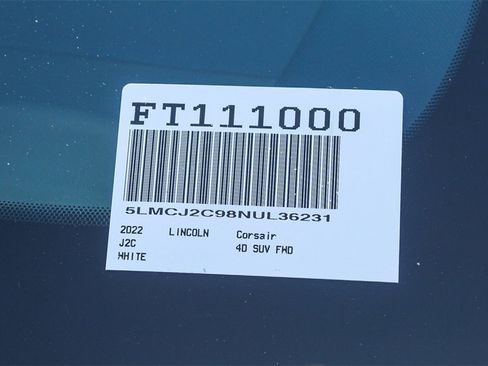 FT111000
5LMCJ2C98NUL36231
2022 LINCOLN Corsair
J2C 4D SUV FWD
WHITE